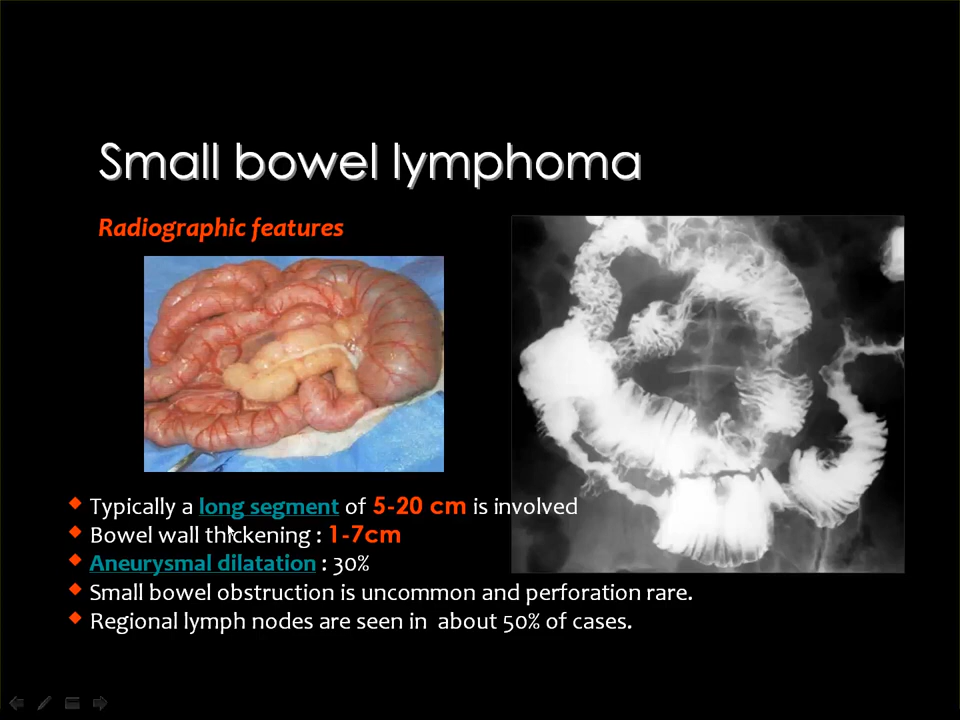 Small bowel lymphoma
Radiographic features
Typically a long segment of 5-20 cm is involved
Bowel wall thickening : 1-7cm
Aneurysmal dilatation : 30%
Small bowel obstruction is uncommon and perforation rare.
Regional lymph nodes are seen in about 50% of cases.